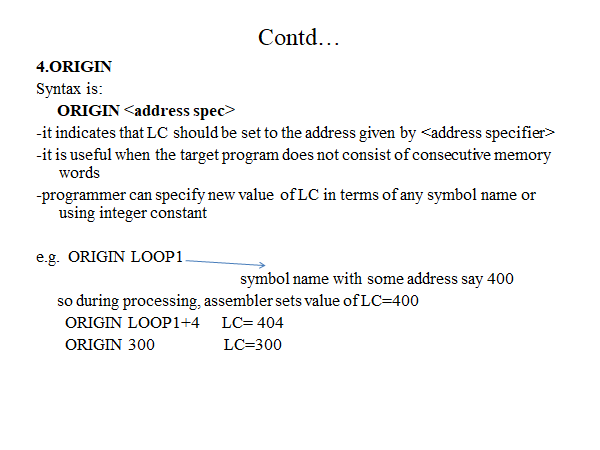 Contd…
4.ORIGIN
Syntax is:
ORIGIN <address spec>
-it indicates that LC should be set to the address given by <address specifier>
-it is useful when the target program does not consist of consecutive memory
words
-programmer can specify new value of LC in terms of any symbol name or
using integer constant
e.g. ORIGIN LOOP1
symbol name with some address say 400
so during processing, assembler sets value of LC=400
ORIGIN LOOP1+4 LC= 404
ORIGIN 300 LC=300